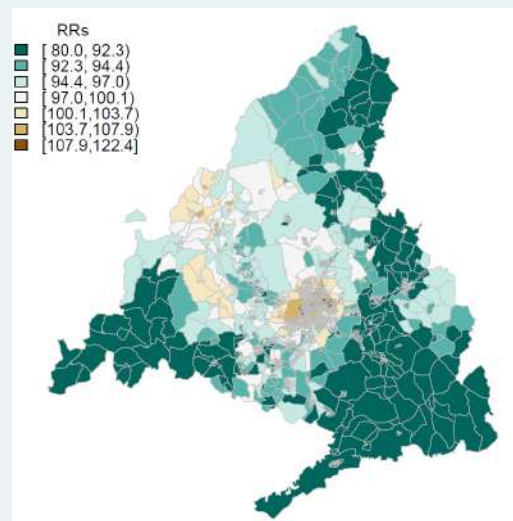 RRs
[ 80.0, 92.3)
[ 92.3, 94.4)
[ 94.4, 97.0)
[ 97.0,100.1)
[100.1,103.7)
[103.7,107.9)
[107.9,122.4]